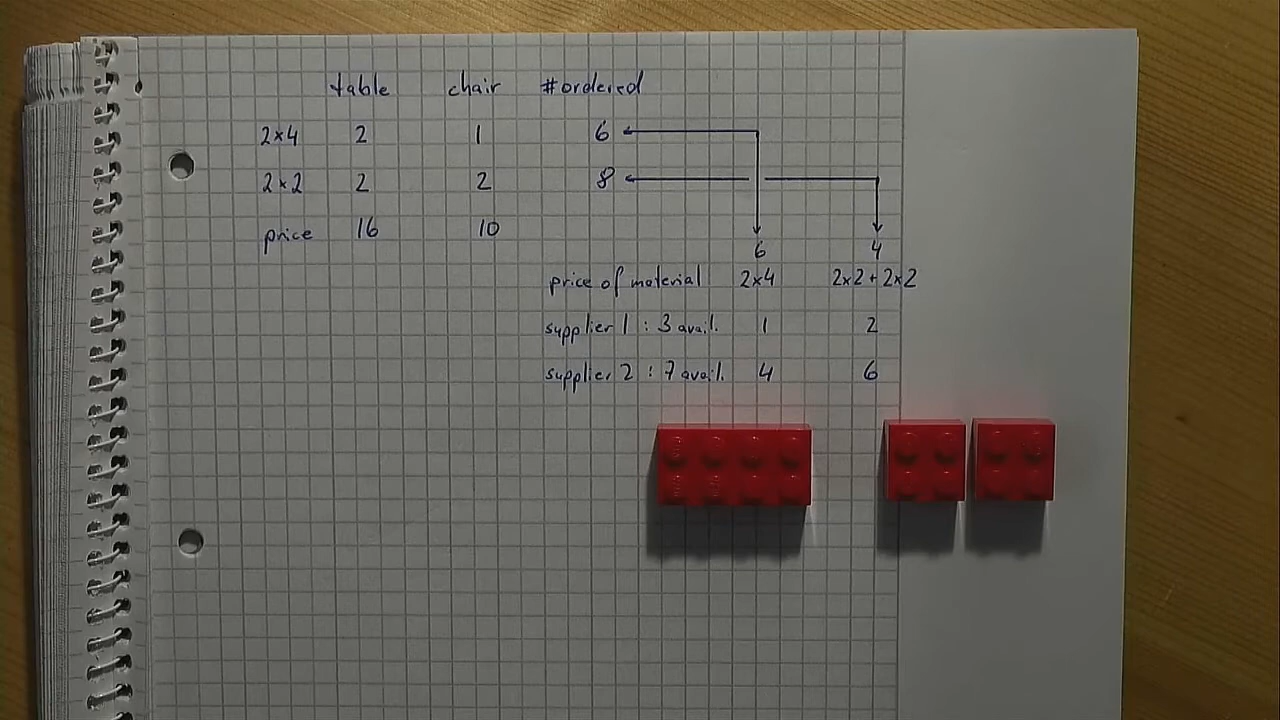 table chair #ordered
2×4 2 1 6
2×2 2 2 8
price 16 10
6 4
price of material 2×4 2×2 + 2×2
supplier 1 : 3 avail. 1 2
supplier 2 : 7 avail. 4 6